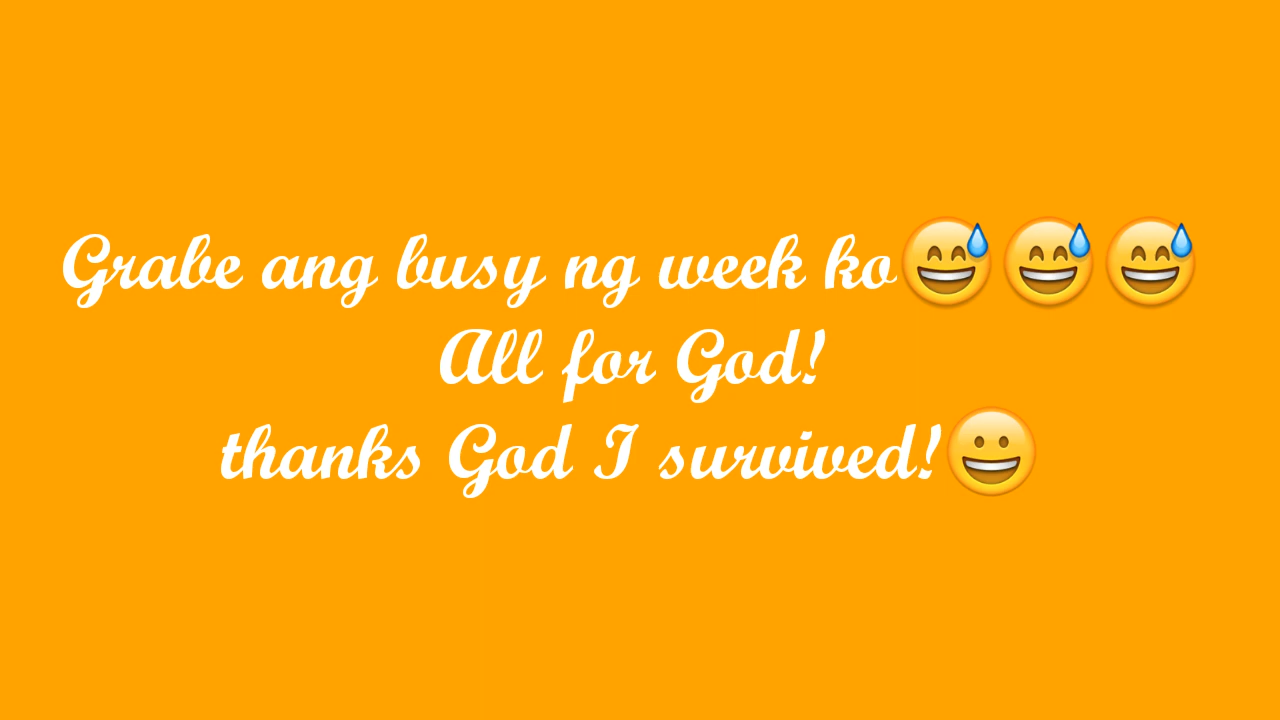 Grabe ang busy ng week ko😅😅😅
All for God!
thanks God I survived!😀